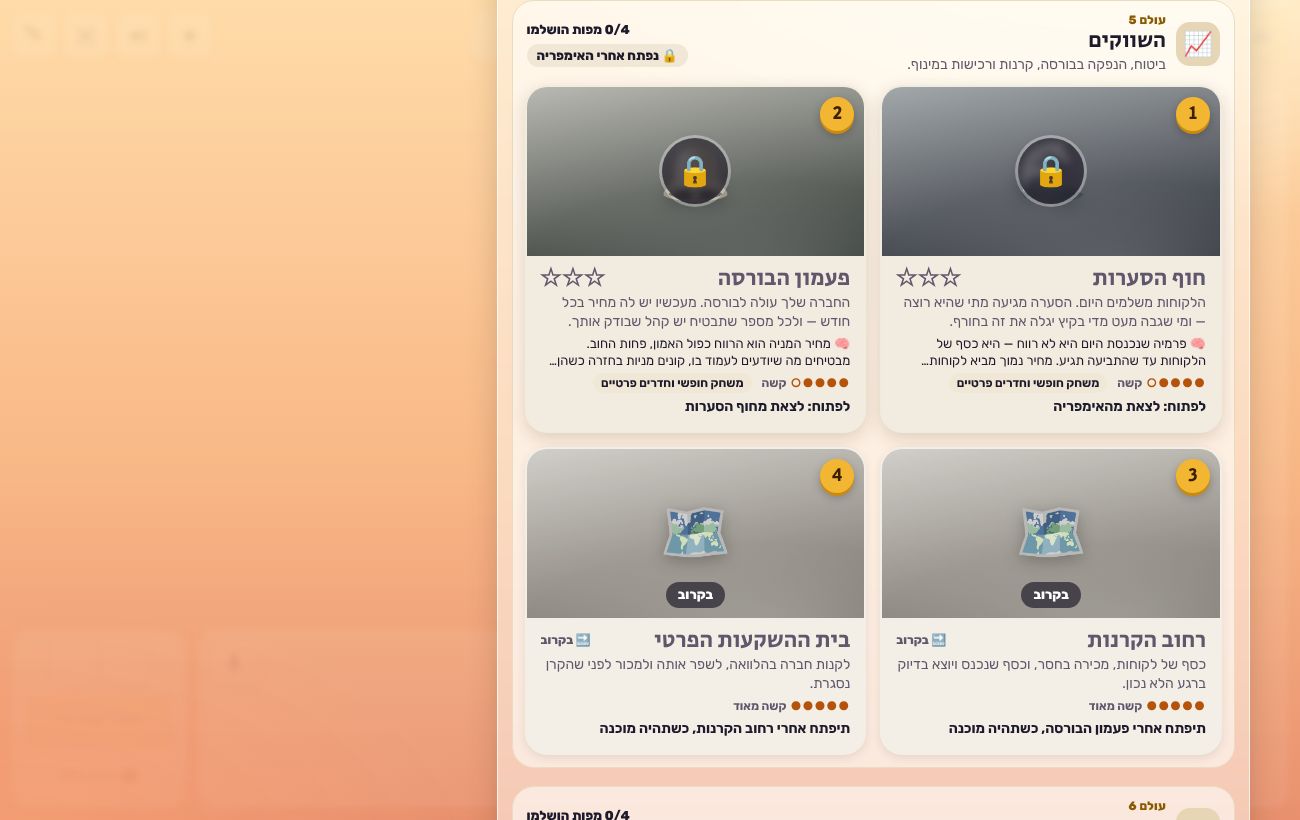 עולם 5
השווקים
ביטוח, הנפקה בבורסה, קרנות ורכישות במינוף.
0/4 מפות הושלמו
🔒 נפתח אחרי האימפריה
1
חוף הסערות
☆☆☆
הלקוחות משלמים היום. הסערה מגיעה מתי שהיא רוצה
— ומי שגבה מעט מדי בקיץ יגלה את זה בחורף.
🧠 פרמיה שנכנסת היום היא לא רווח — היא כסף של
הלקוחות עד שהתביעה תגיע. מחיר נמוך מביא לקוחות…
קשה
משחק חופשי וחדרים פרטיים
לפתוח: לצאת מהאימפריה
2
פעמון הבורסה
☆☆☆
החברה שלך עולה לבורסה. מעכשיו יש לה מחיר בכל
חודש — ולכל מספר שתבטיח יש קהל שבודק אותך.
🧠 מחיר המניה הוא הרווח כפול האמון, פחות החוב.
מבטיחים מה שיודעים לעמוד בו, קונים מניות בחזרה כשהן…
קשה
משחק חופשי וחדרים פרטיים
לפתוח: לצאת מחוף הסערות
3
בקרוב
רחוב הקרנות
➡️ בקרוב
כסף של לקוחות, מכירה בחסר, וכסף שנכנס ויוצא בדיוק
ברגע הלא נכון.
קשה מאוד
תיפתח אחרי פעמון הבורסה, כשתהיה מוכנה
4
בקרוב
בית ההשקעות הפרטי
➡️ בקרוב
לקנות חברה בהלוואה, לשפר אותה ולמכור לפני שהקרן
נסגרת.
קשה מאוד
תיפתח אחרי רחוב הקרנות, כשתהיה מוכנה
עולם 6
0/4 מפות הושלמו